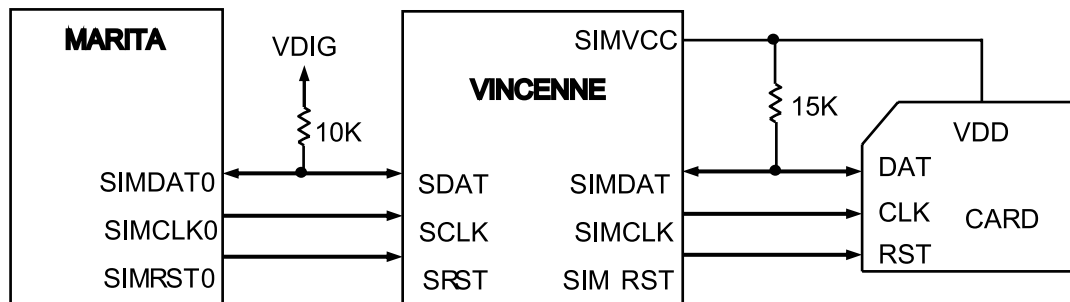 MARITA
SIMDAT0
SIMCLK0
SIMRST0
VDIG
10K
VINCENNE
SDAT
SCLK
SRST
SIMVCC
SIMDAT
SIMCLK
SIM RST
15K
VDD
DAT
CLK
RST
CARD